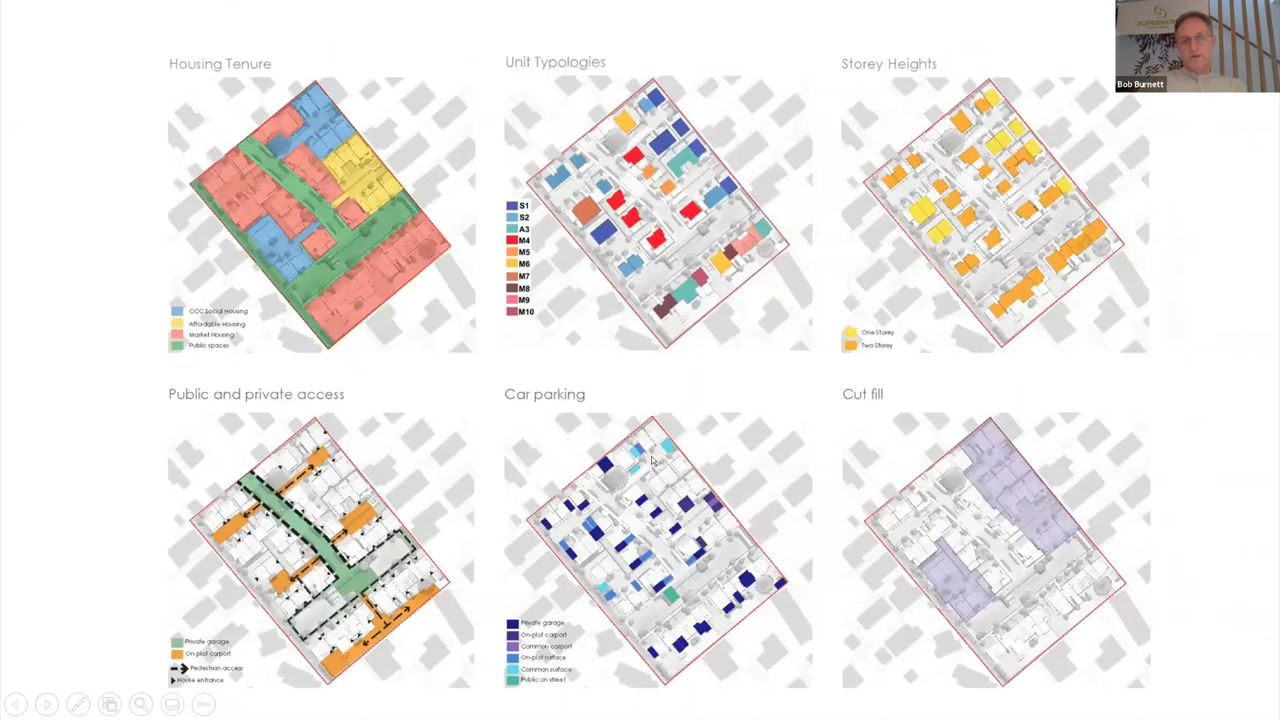 Bob Burnett
Housing Tenure
CCC Social Housing
Affordable Housing
Market Housing
Public spaces
Unit Typologies
S1
S2
A3
M4
M5
M6
M7
M8
M9
M10
Storey Heights
One Storey
Two Storey
Public and private access
Private garage
On-plot carport
Pedestrian access
House entrance
Car parking
Private garage
On-plot carport
Common carport
On-plot surface
Common surface
Public on street
Cut fill